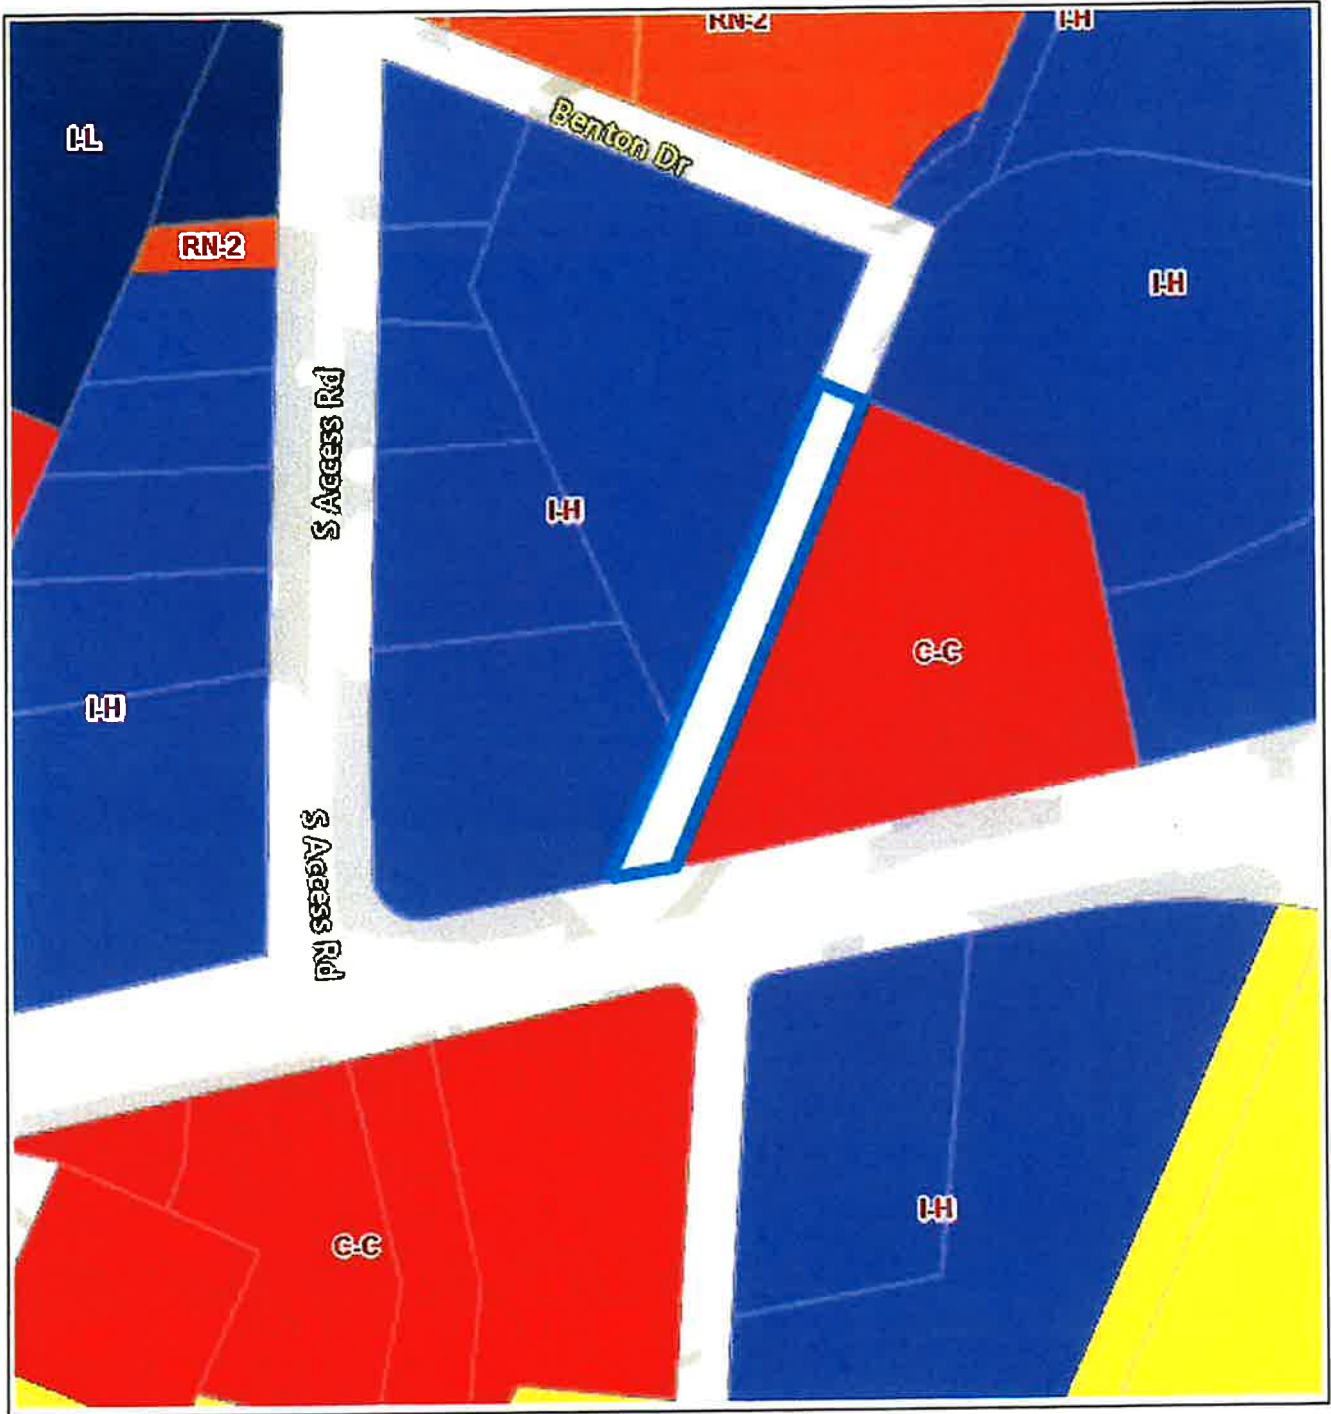 RN-2
I-H
I-L
Benton Dr
RN-2
I-H
S Access Rd
I-H
C-C
I-H
S Access Rd
I-H
C-C